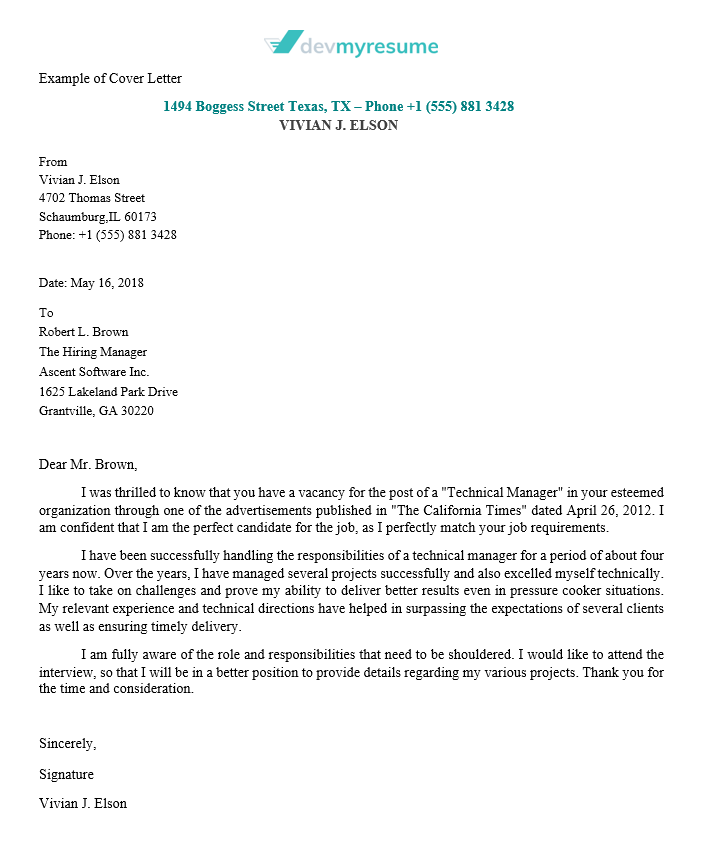 devmyresume
Example of Cover Letter
1494 Boggess Street Texas, TX – Phone +1 (555) 881 3428
VIVIAN J. ELSON
From
Vivian J. Elson
4702 Thomas Street
Schaumburg,IL 60173
Phone: +1 (555) 881 3428
Date: May 16, 2018
To
Robert L. Brown
The Hiring Manager
Ascent Software Inc.
1625 Lakeland Park Drive
Grantville, GA 30220
Dear Mr. Brown,
I was thrilled to know that you have a vacancy for the post of a "Technical Manager" in your esteemed
organization through one of the advertisements published in "The California Times" dated April 26, 2012. I
am confident that I am the perfect candidate for the job, as I perfectly match your job requirements.
I have been successfully handling the responsibilities of a technical manager for a period of about four
years now. Over the years, I have managed several projects successfully and also excelled myself technically.
I like to take on challenges and prove my ability to deliver better results even in pressure cooker situations.
My relevant experience and technical directions have helped in surpassing the expectations of several clients
as well as ensuring timely delivery.
I am fully aware of the role and responsibilities that need to be shouldered. I would like to attend the
interview, so that I will be in a better position to provide details regarding my various projects. Thank you for
the time and consideration.
Sincerely,
Signature
Vivian J. Elson